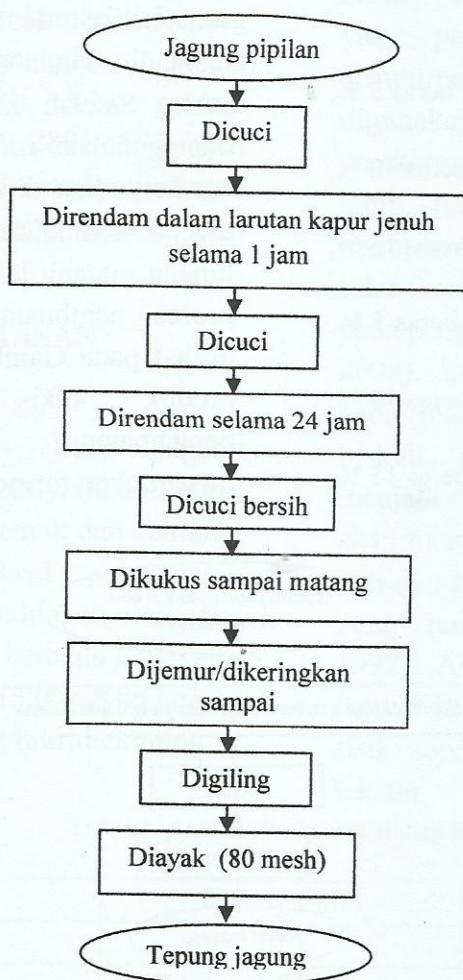 Jagung pipilan
Dicuci
Direndam dalam larutan kapur jenuh
selama 1 jam
Dicuci
Direndam selama 24 jam
Dicuci bersih
Dikukus sampai matang
Dijemur/dikeringkan
sampai
Digiling
Diayak (80 mesh)
Tepung jagung